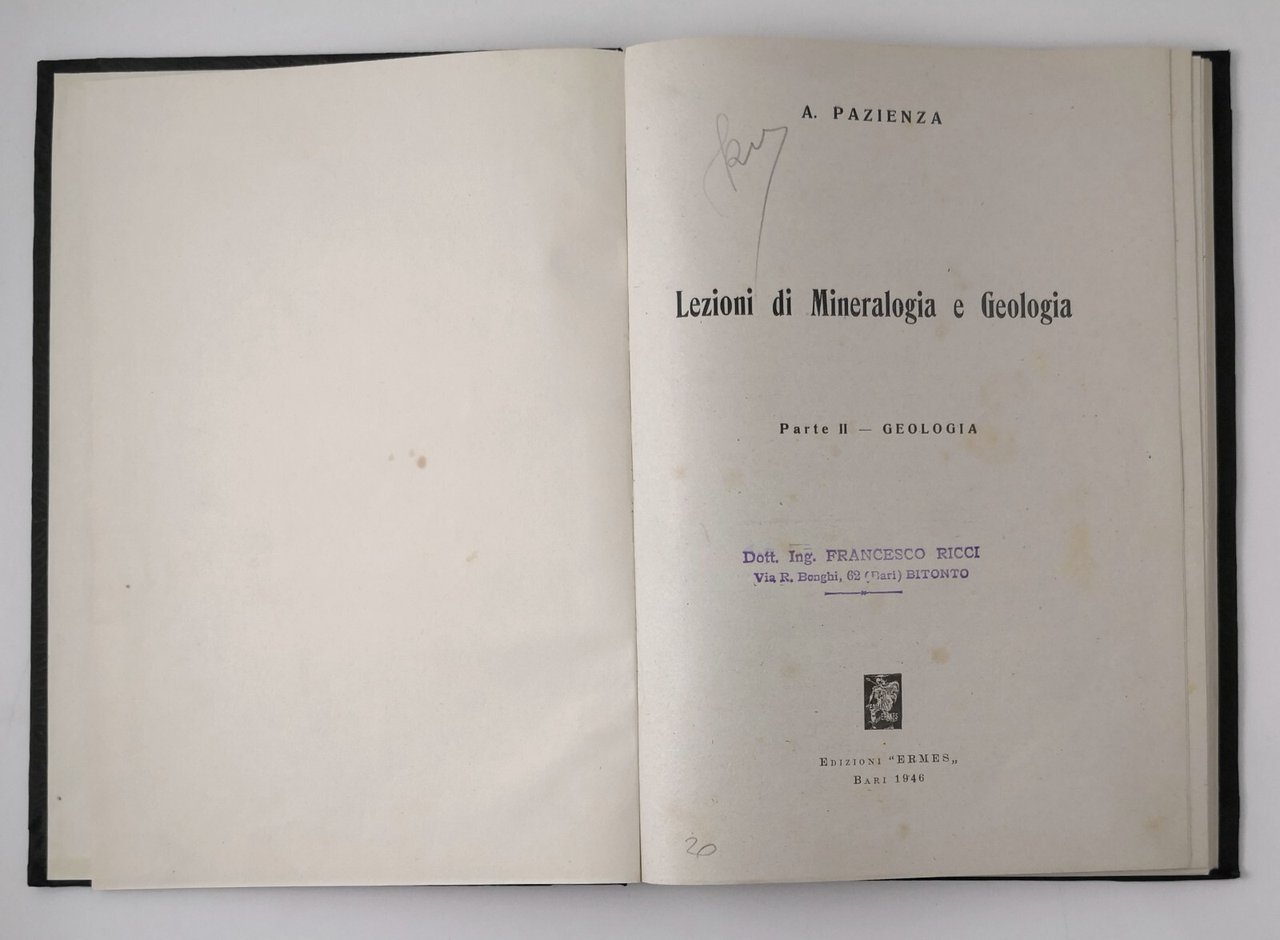 A. PAZIENZA
Lezioni di Mineralogia e Geologia
Parte II — GEOLOGIA
Dott. Ing. FRANCESCO RICCI
Via R. Bonghi, 62 (Bari) BITONTO
ERMES
EDIZIONI “ERMES„
BARI 1946
20